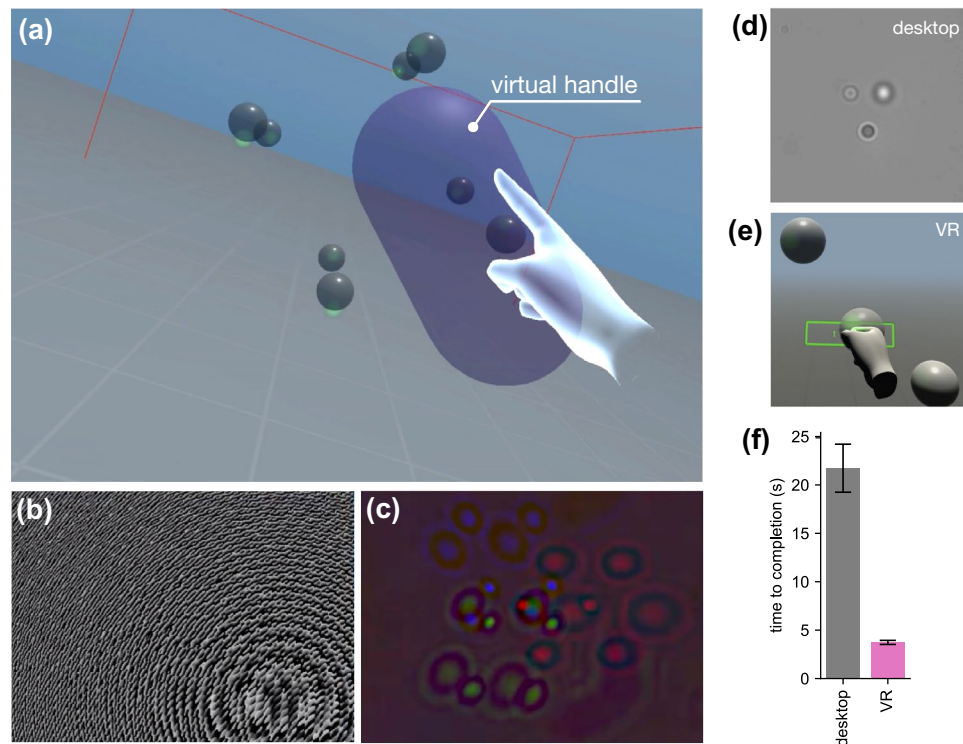 (a)
virtual handle
(b)
(c)
(d)
desktop
(e)
VR
(f)
25
20
15
10
5
0
time to completion (s)
desktop
VR